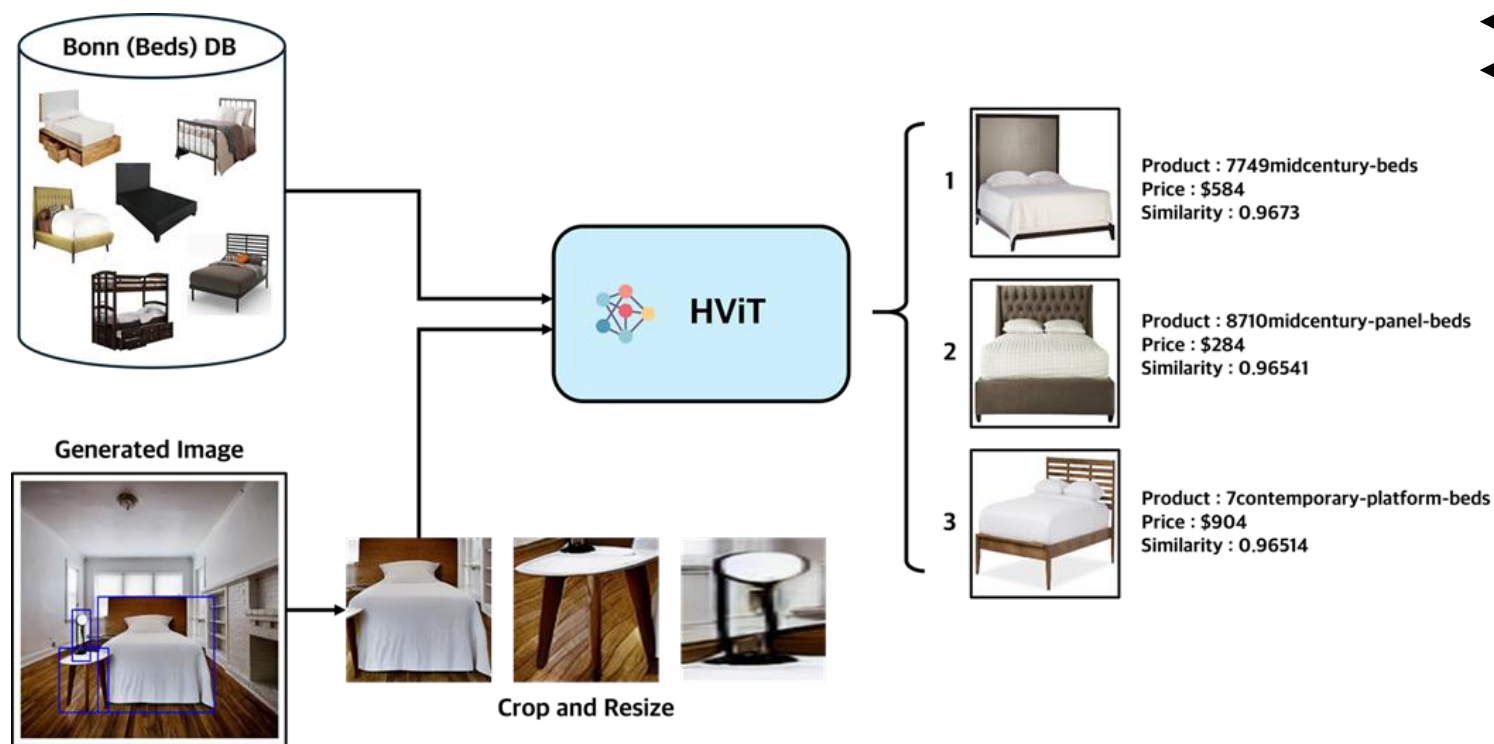 Bonn (Beds) DB
HViT
Generated Image
Crop and Resize
1
Product : 7749midcentury-beds
Price : $584
Similarity : 0.9673
2
Product : 8710midcentury-panel-beds
Price : $284
Similarity : 0.96541
3
Product : 7contemporary-platform-beds
Price : $904
Similarity : 0.96514